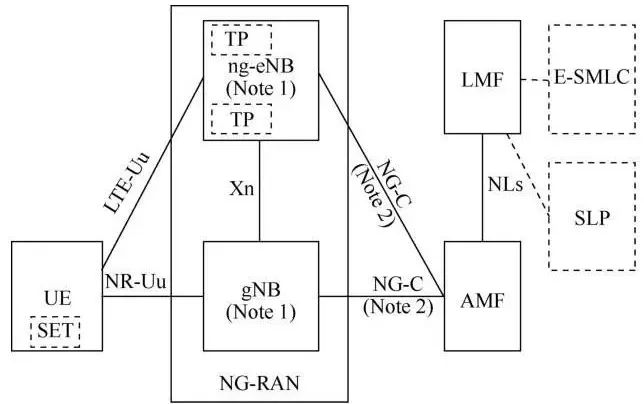 TP
ng-eNB
(Note 1)
TP
LMF
E-SMLC
LTE-Uu
Xn
NG-C
(Note 2)
NLs
SLP
UE
SET
NR-Uu
gNB
(Note 1)
NG-C
(Note 2)
AMF
NG-RAN